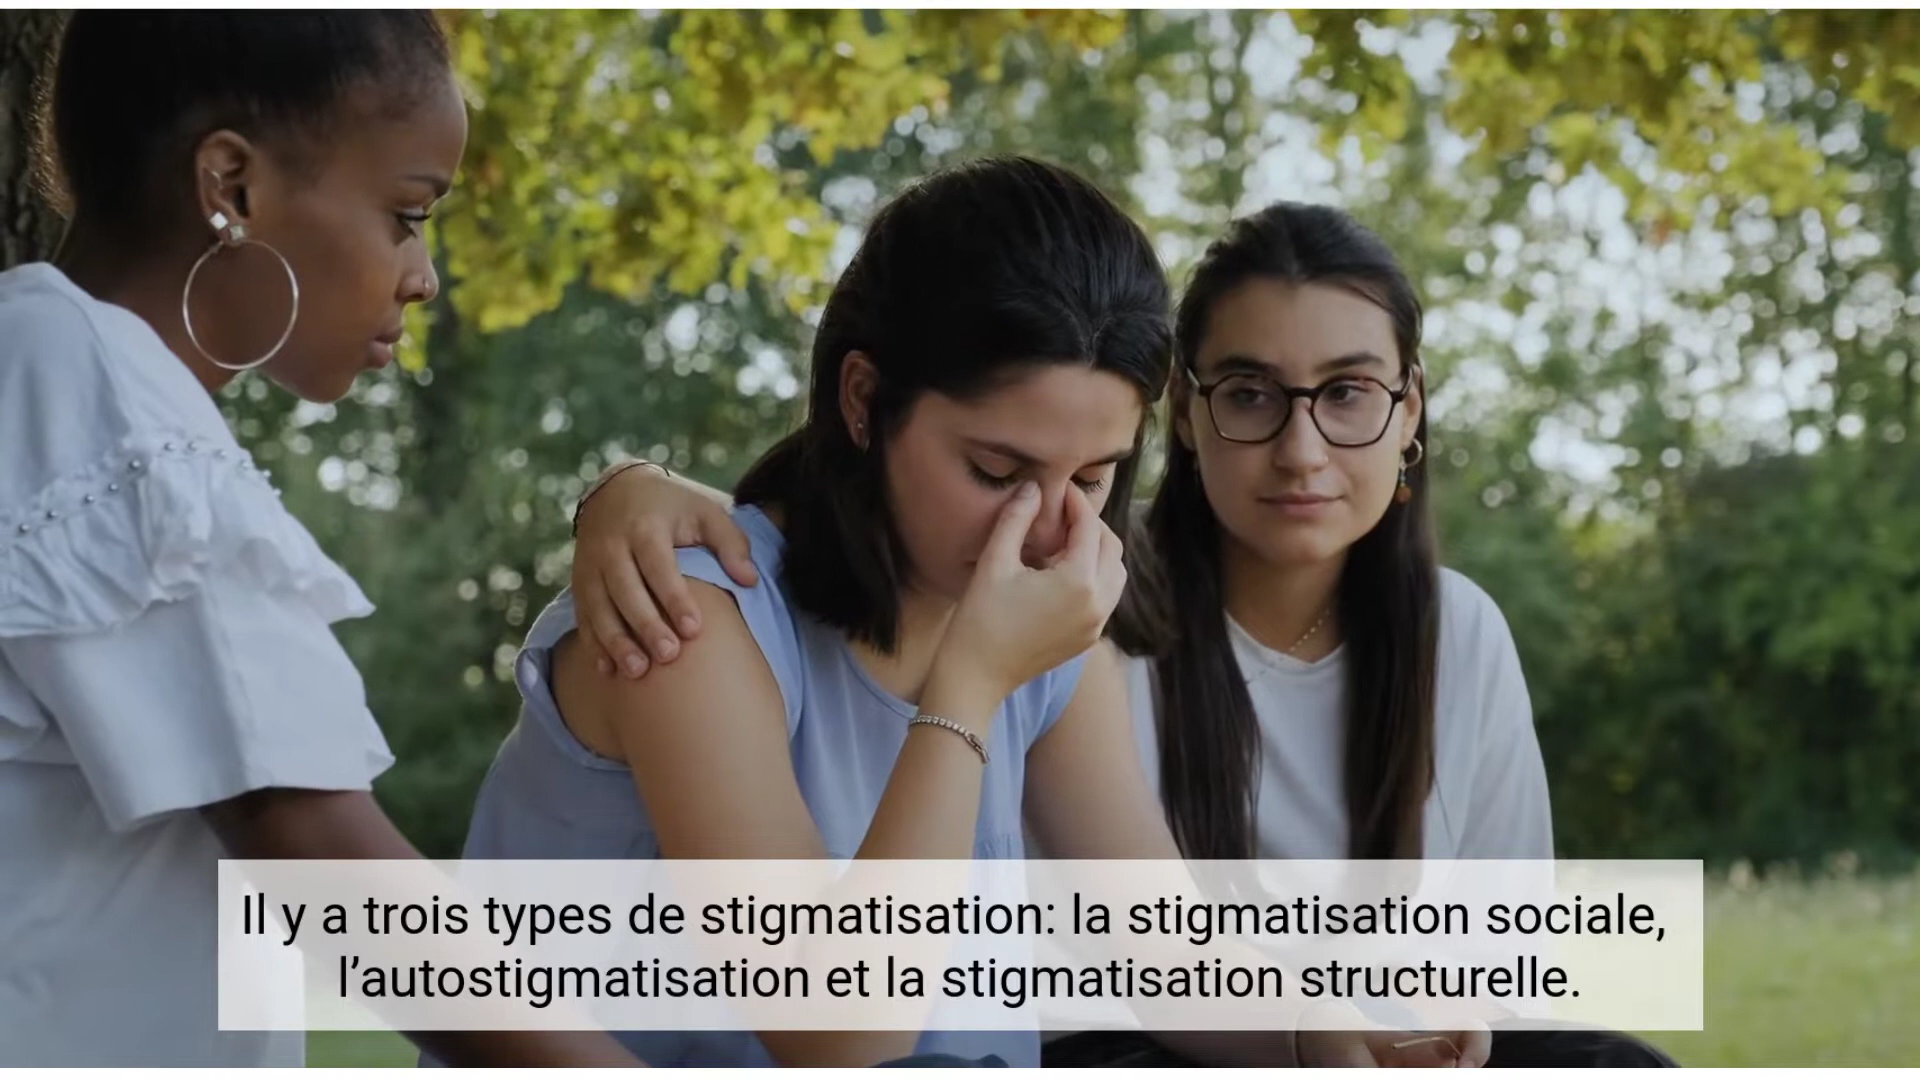 Il y a trois types de stigmatisation: la stigmatisation sociale,
l’autostigmatisation et la stigmatisation structurelle.